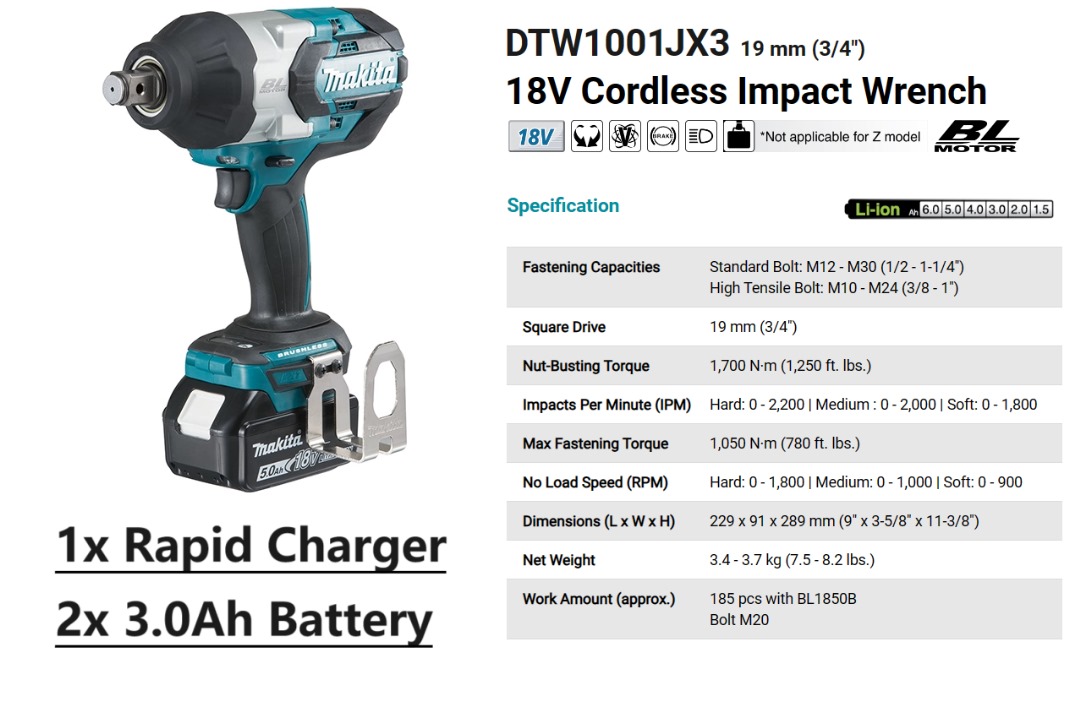 makita
BL
MOTOR
BRUSHLESS
makita
5.0Ah 18V
1x Rapid Charger
2x 3.0Ah Battery
DTW1001JX3 19 mm (3/4")
18V Cordless Impact Wrench
18V BRAKE *Not applicable for Z model BL MOTOR
Specification
Li-ion Ah 6.0 5.0 4.0 3.0 2.0 1.5
Fastening Capacities Standard Bolt: M12 - M30 (1/2 - 1-1/4")
High Tensile Bolt: M10 - M24 (3/8 - 1")
Square Drive 19 mm (3/4")
Nut-Busting Torque 1,700 N·m (1,250 ft. lbs.)
Impacts Per Minute (IPM) Hard: 0 - 2,200 | Medium : 0 - 2,000 | Soft: 0 - 1,800
Max Fastening Torque 1,050 N·m (780 ft. lbs.)
No Load Speed (RPM) Hard: 0 - 1,800 | Medium: 0 - 1,000 | Soft: 0 - 900
Dimensions (L x W x H) 229 x 91 x 289 mm (9" x 3-5/8" x 11-3/8")
Net Weight 3.4 - 3.7 kg (7.5 - 8.2 lbs.)
Work Amount (approx.) 185 pcs with BL1850B
Bolt M20